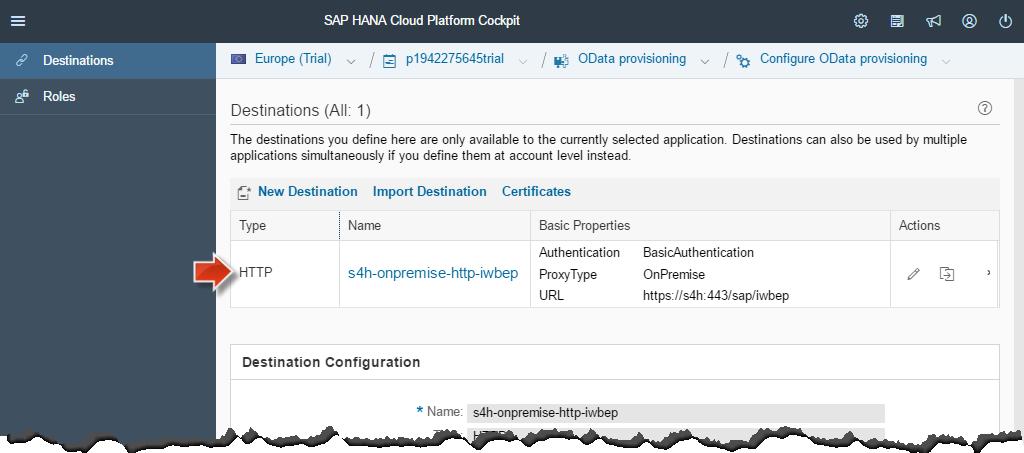 SAP HANA Cloud Platform Cockpit
Destinations
Roles
Europe (Trial) / p1942275645trial / OData provisioning / Configure OData provisioning
Destinations (All: 1)
The destinations you define here are only available to the currently selected application. Destinations can also be used by multiple
applications simultaneously if you define them at account level instead.
New Destination Import Destination Certificates
Type Name Basic Properties Actions
HTTP s4h-onpremise-http-iwbep
Authentication BasicAuthentication
ProxyType OnPremise
URL https://s4h:443/sap/iwbep
Destination Configuration
* Name: s4h-onpremise-http-iwbep